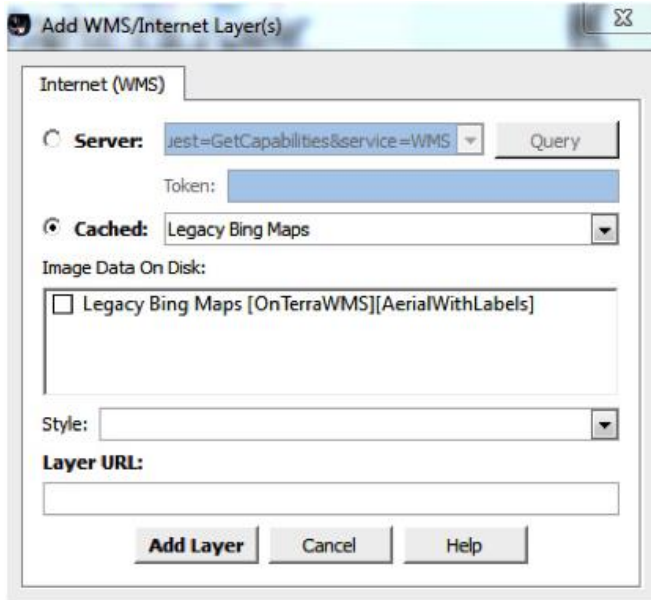 Add WMS/Internet Layer(s)
Internet (WMS)
Server: uest=GetCapabilities&service=WMS Query
Token:
Cached: Legacy Bing Maps
Image Data On Disk:
Legacy Bing Maps [OnTerraWMS][AerialWithLabels]
Style:
Layer URL:
Add Layer Cancel Help